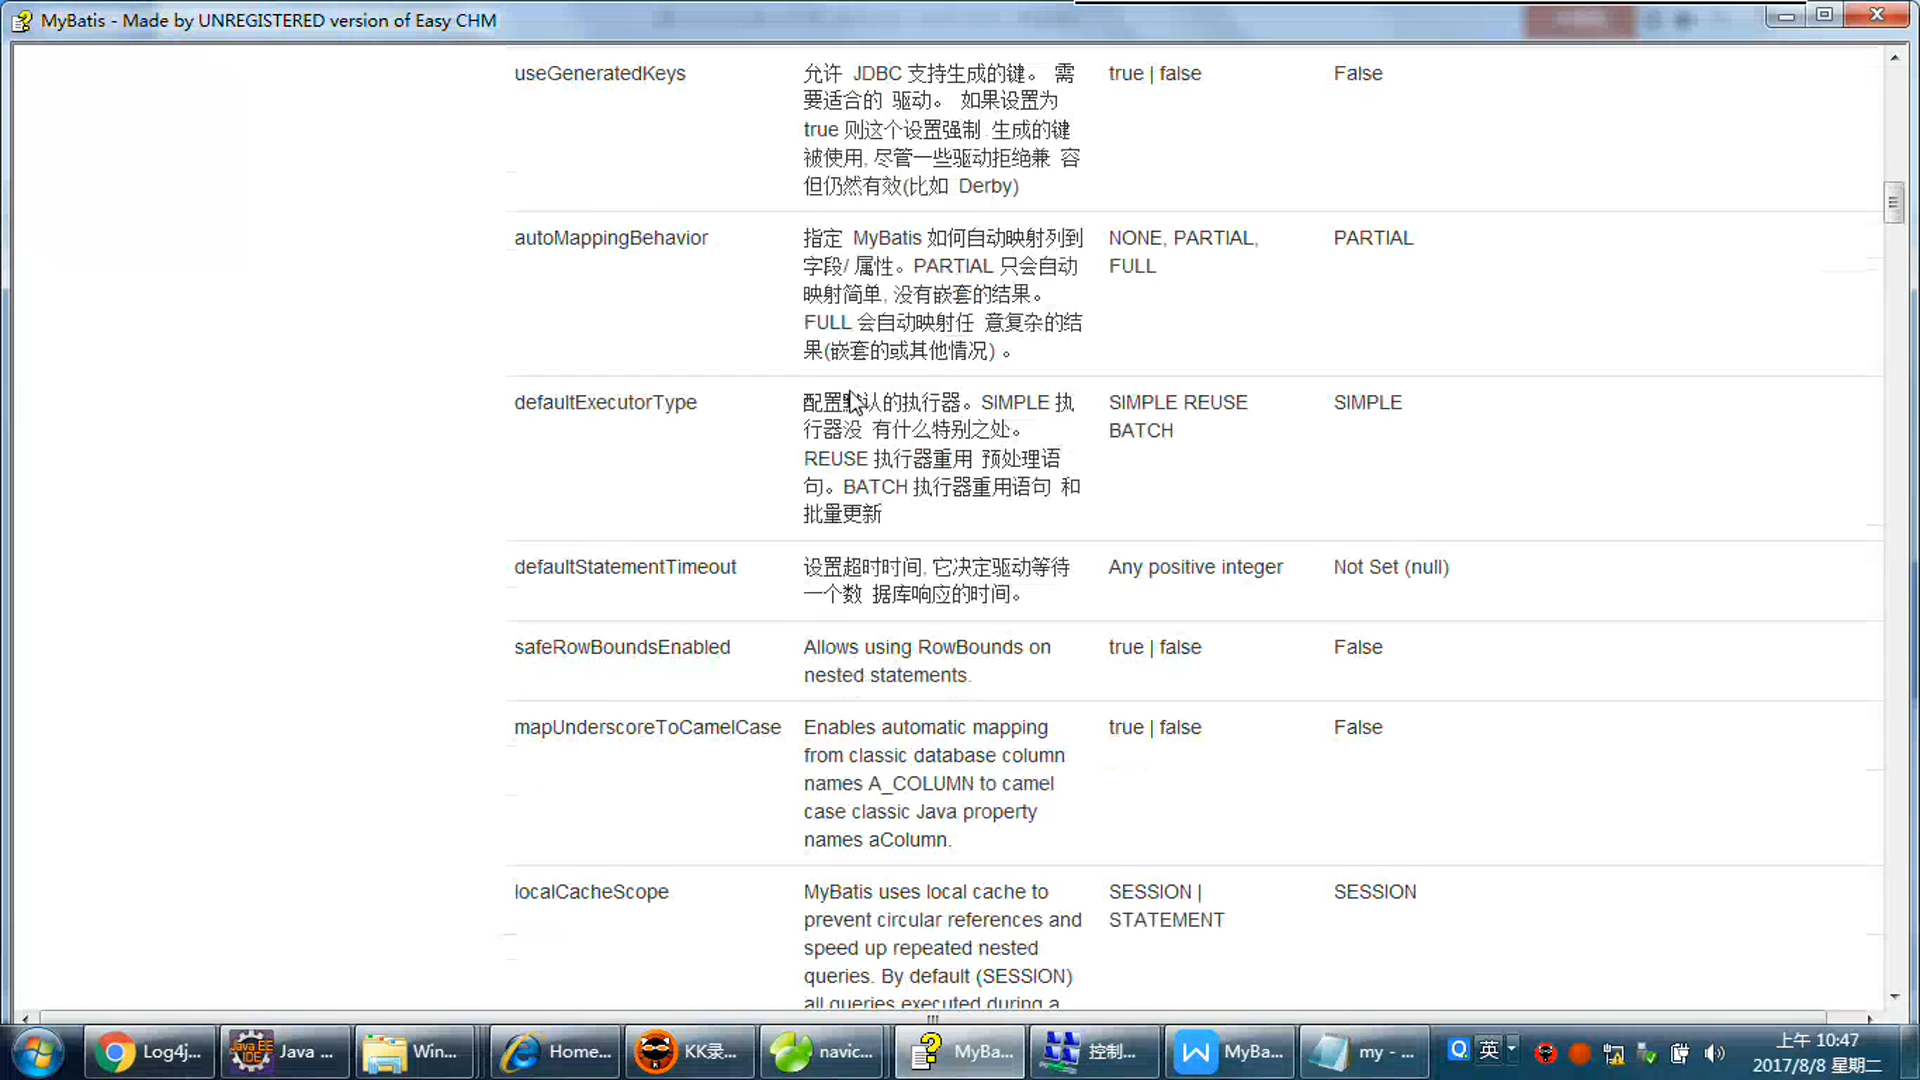 MyBatis - Made by UNREGISTERED version of Easy CHM
useGeneratedKeys
允许 JDBC 支持生成的键。 需
要适合的 驱动。 如果设置为
true 则这个设置强制 生成的键
被使用, 尽管一些驱动拒绝兼 容
但仍然有效(比如 Derby)
true | false
False
autoMappingBehavior
指定 MyBatis 如何自动映射列到
字段/ 属性。PARTIAL 只会自动
映射简单, 没有嵌套的结果。
FULL 会自动映射任 意复杂的结
果(嵌套的或其他情况) 。
NONE, PARTIAL,
FULL
PARTIAL
defaultExecutorType
配置默认的执行器。SIMPLE 执
行器没 有什么特别之处。
REUSE 执行器重用 预处理语
句。BATCH 执行器重用语句 和
批量更新
SIMPLE REUSE
BATCH
SIMPLE
defaultStatementTimeout
设置超时时间, 它决定驱动等待
一个数 据库响应的时间。
Any positive integer
Not Set (null)
safeRowBoundsEnabled
Allows using RowBounds on
nested statements.
true | false
False
mapUnderscoreToCamelCase
Enables automatic mapping
from classic database column
names A_COLUMN to camel
case classic Java property
names aColumn.
true | false
False
localCacheScope
MyBatis uses local cache to
prevent circular references and
speed up repeated nested
queries. By default (SESSION)
all queries executed during a
SESSION |
STATEMENT
SESSION
Log4j...
Java EE
IDE
Java ...
Win...
Home...
KK录...
navic...
MyBa...
控制...
MyBa...
my - ...
英
上午 10:47
2017/8/8 星期二